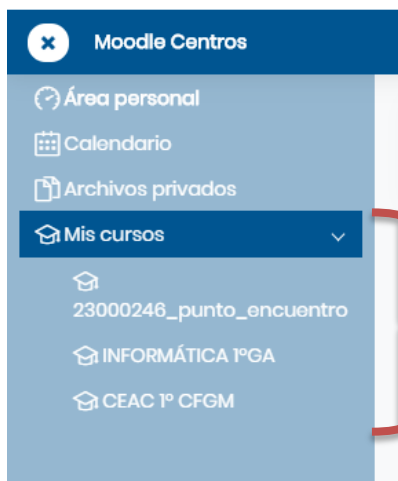 Moodle Centros
Área personal
Calendario
Archivos privados
Mis cursos
23000246_punto_encuentro
INFORMÁTICA 1ºGA
CEAC 1º CFGM